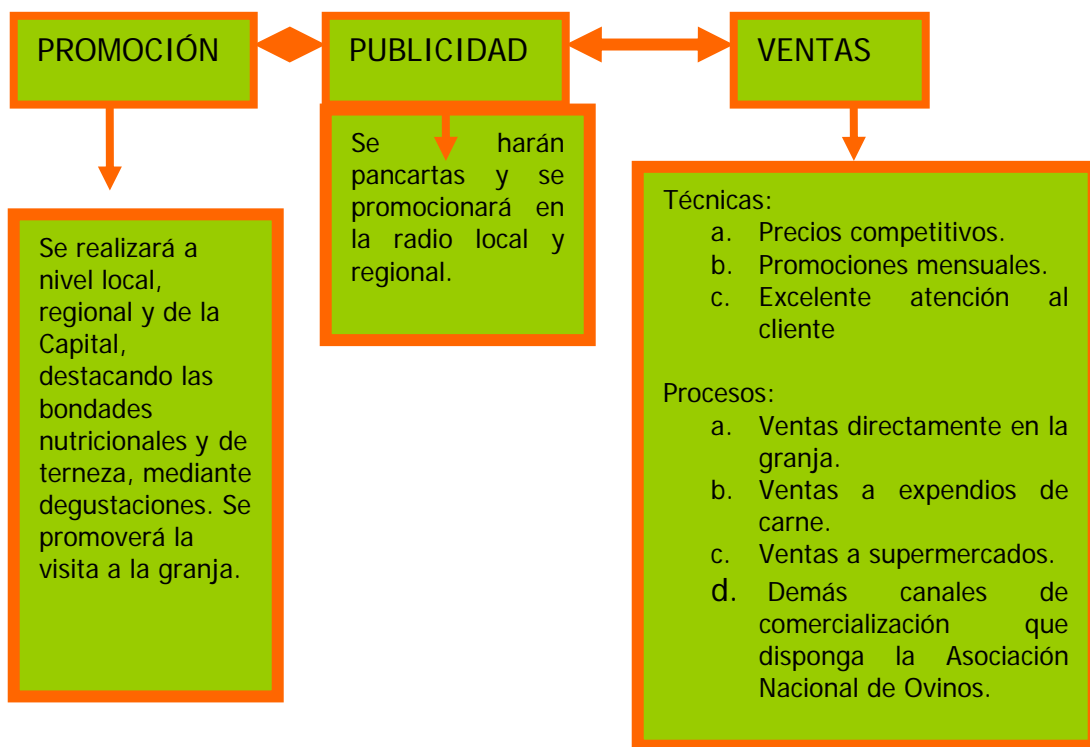 PROMOCIÓN
PUBLICIDAD
VENTAS
Se realizará a
nivel local,
regional y de la
Capital,
destacando las
bondades
nutricionales y de
terneza, mediante
degustaciones. Se
promoverá la
visita a la granja.
Se harán
pancartas y se
promocionará en
la radio local y
regional.
Técnicas:
a. Precios competitivos.
b. Promociones mensuales.
c. Excelente atención al
cliente
Procesos:
a. Ventas directamente en la
granja.
b. Ventas a expendios de
carne.
c. Ventas a supermercados.
d. Demás canales de
comercialización que
disponga la Asociación
Nacional de Ovinos.